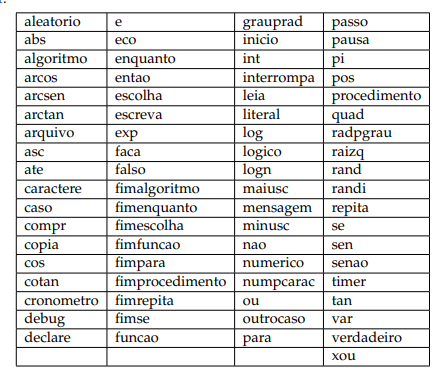 aleatorio e grauprad passo
abs eco inicio pausa
algoritmo enquanto int pi
arcos entao interrompa pos
arcsen escolha leia procedimento
arctan escreva literal quad
arquivo exp log radpgrau
asc faca logico raizq
ate falso logn rand
caractere fimalgoritmo maiusc randi
caso fimenquanto mensagem repita
compr fimescolha minusc se
copia fimfuncao nao sen
cos fimpara numerico senao
cotan fimprocedimento numpcarac timer
cronometro fimrepita ou tan
debug fimse outrocaso var
declare funcao para verdadeiro
xou